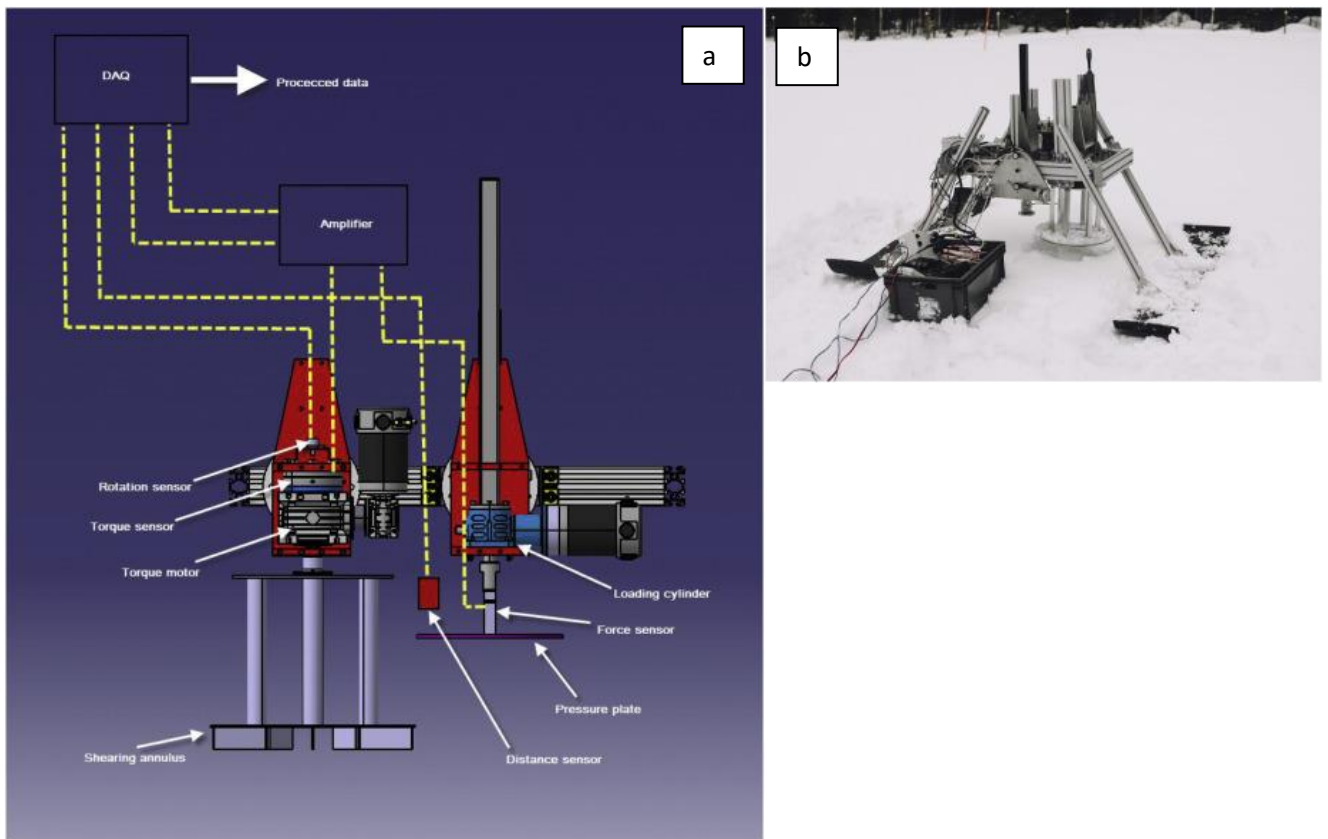 a
b
DAQ
Procecced data
Amplifier
Rotation sensor
Torque sensor
Torque motor
Loading cylinder
Force sensor
Pressure plate
Shearing annulus
Distance sensor